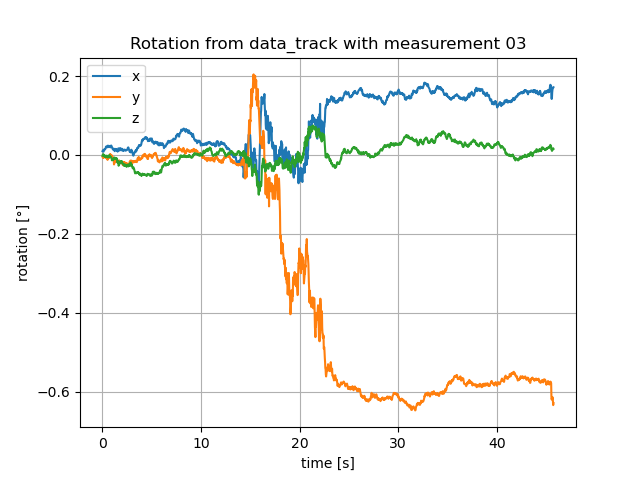 Rotation from data_track with measurement 03
x
y
z
0.2
0.0
−0.2
−0.4
−0.6
rotation [°]
0 10 20 30 40
time [s]